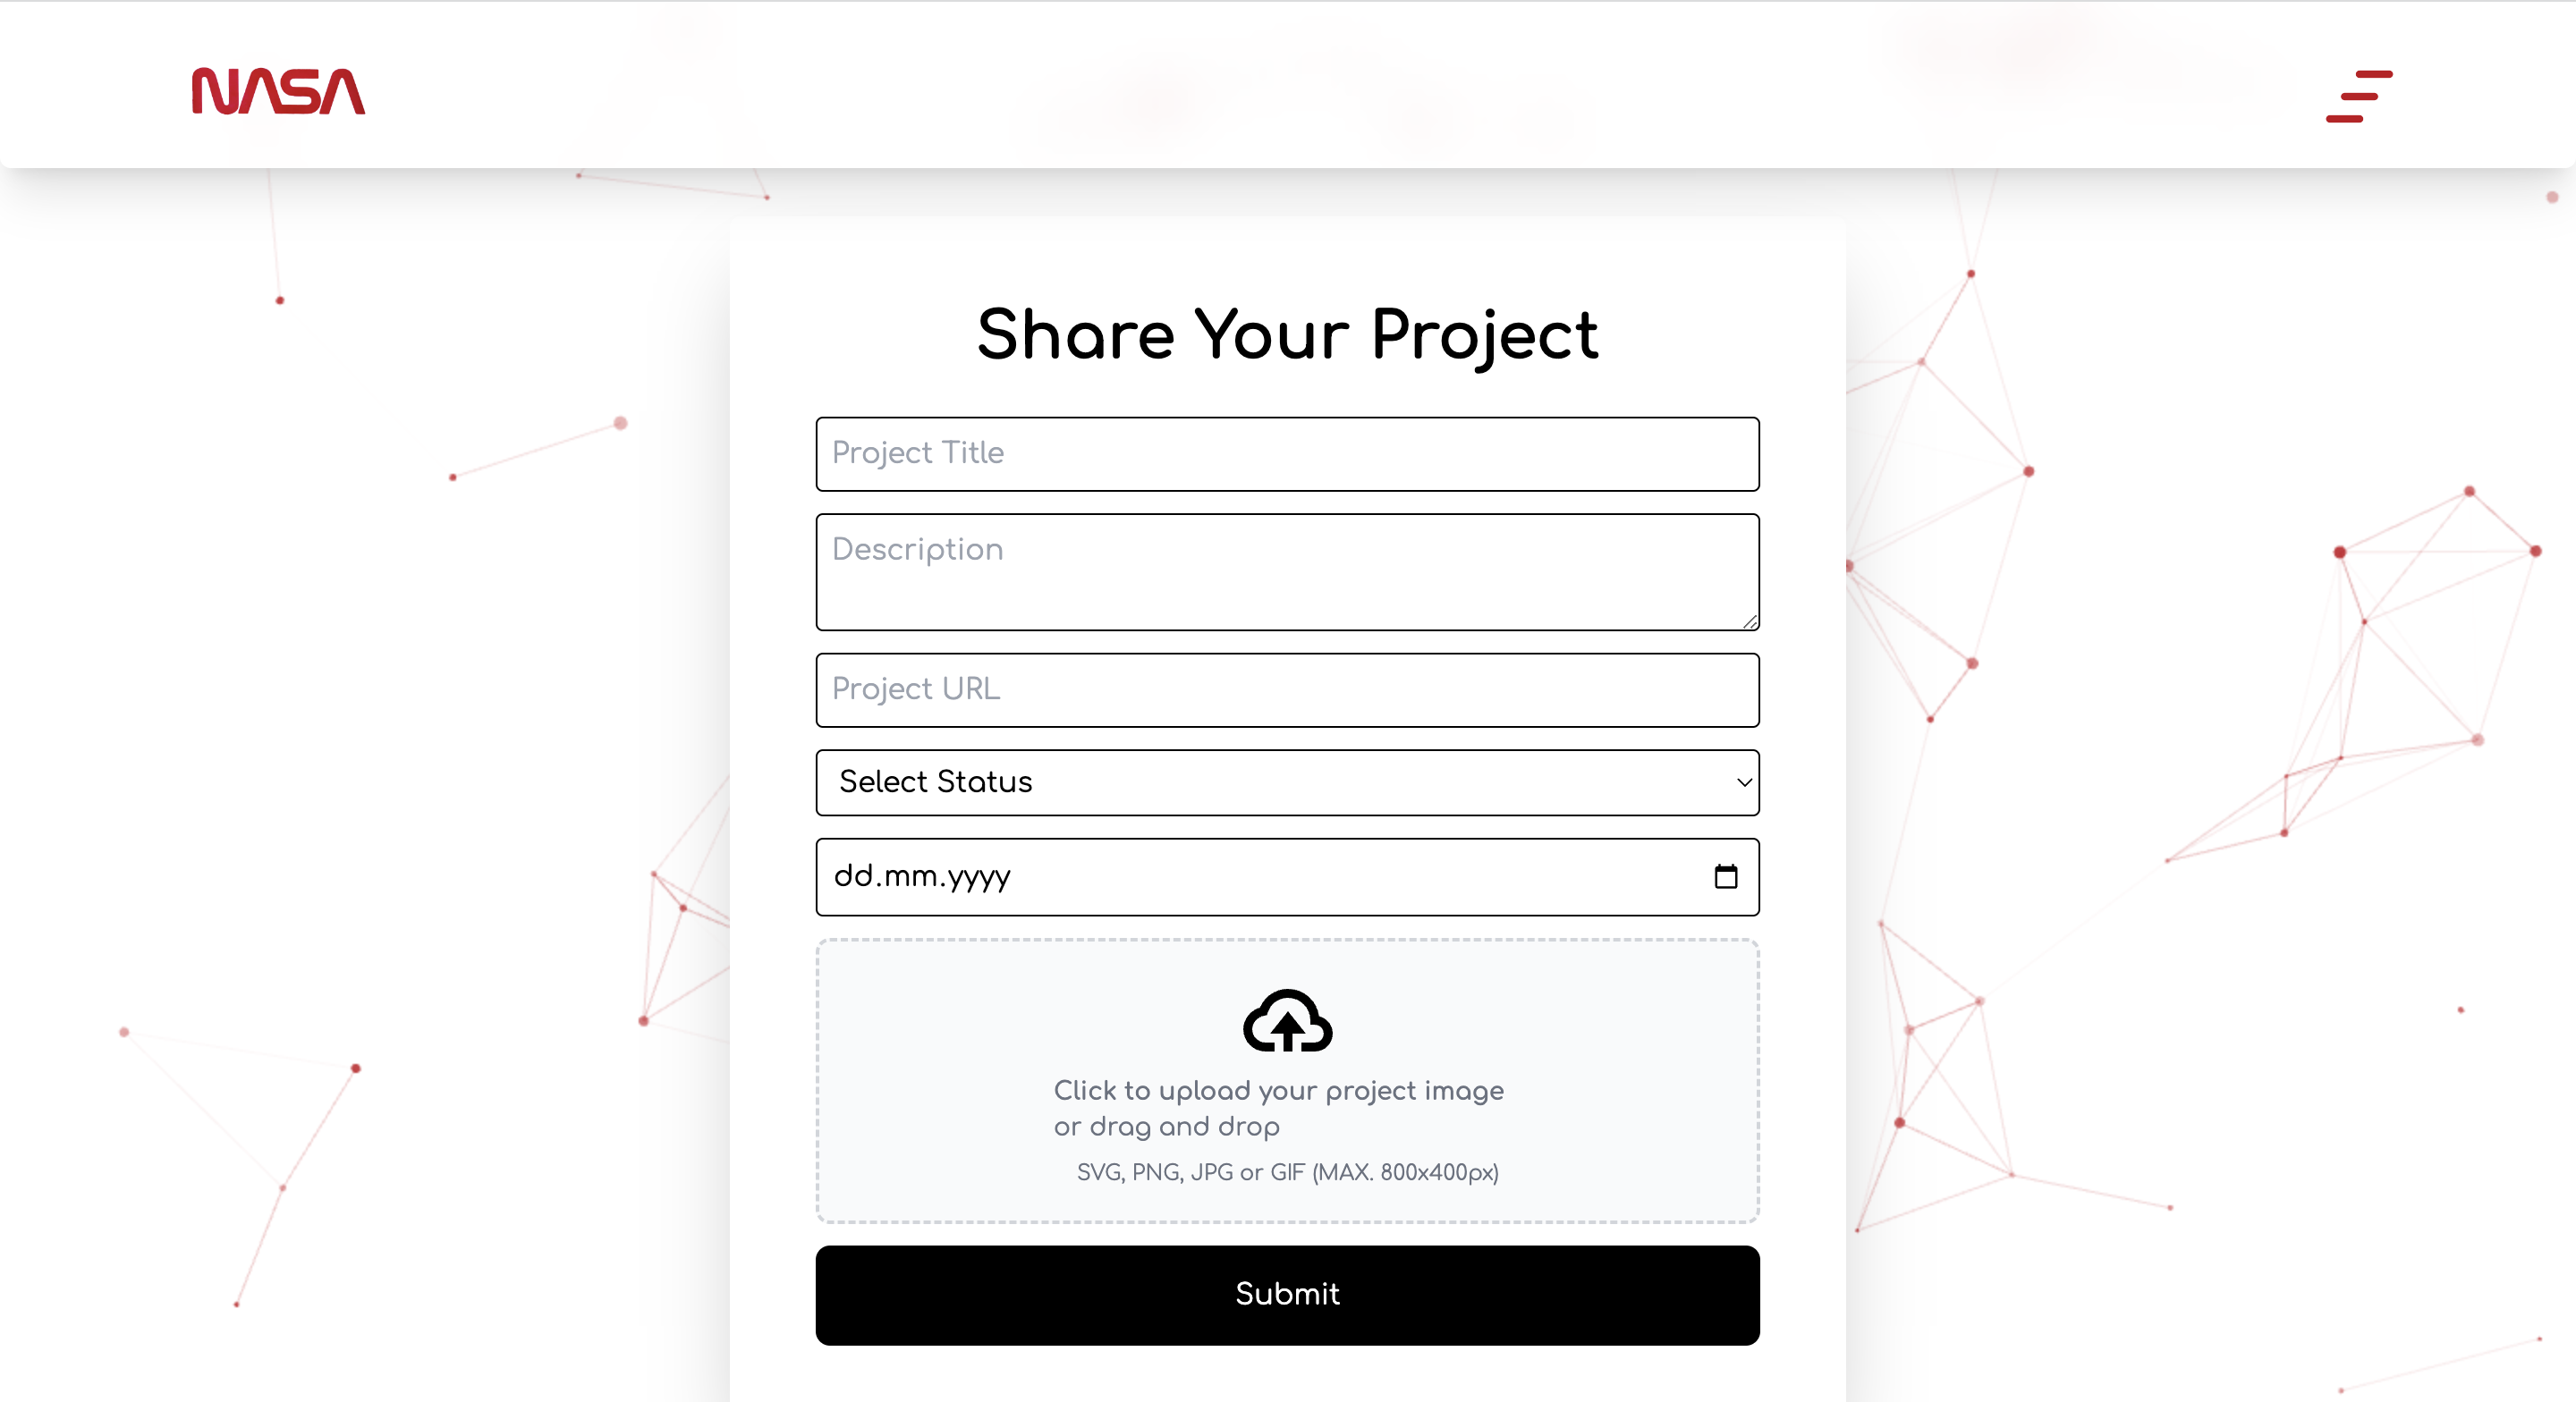 NASA
Share Your Project
Project Title
Description
Project URL
Select Status
dd.mm.yyyy
Click to upload your project image
or drag and drop
SVG, PNG, JPG or GIF (MAX. 800x400px)
Submit